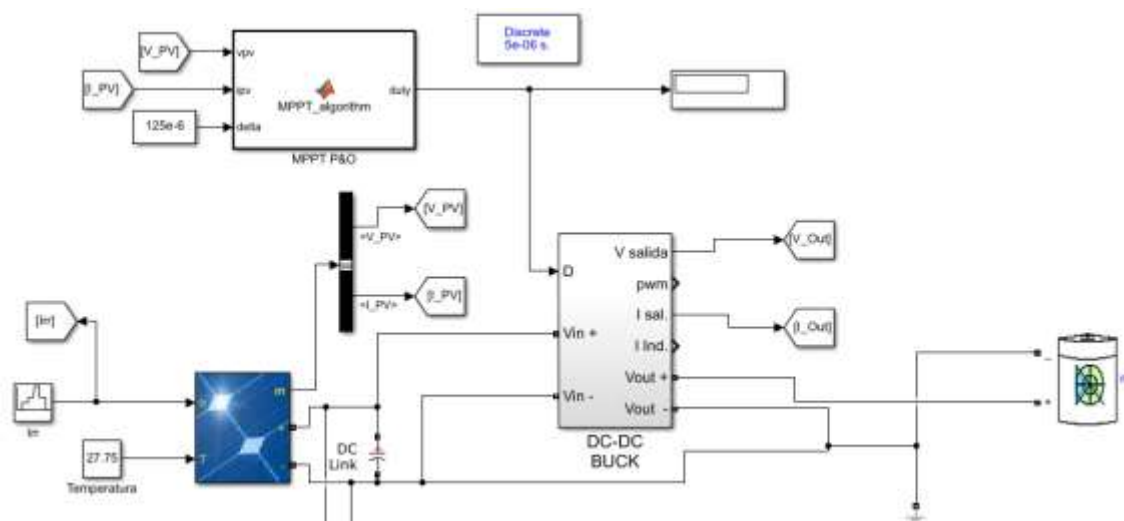 Discrete
5e-06 s.
[V_PV]
vpv
[I_PV]
ipv
duty
MPPT_algorithm
125e-6
delta
MPPT P&O
[V_PV]
<V_PV>
[I_PV]
<I_PV>
V salida
[V_Out]
D
pwm
I sal.
[I_Out]
[Irr]
Vin +
I Ind.
Vout +
Vin -
Vout -
m
+
-
+
-
Irr
T
DC-DC
BUCK
DC
Link
27.75
Temperatura